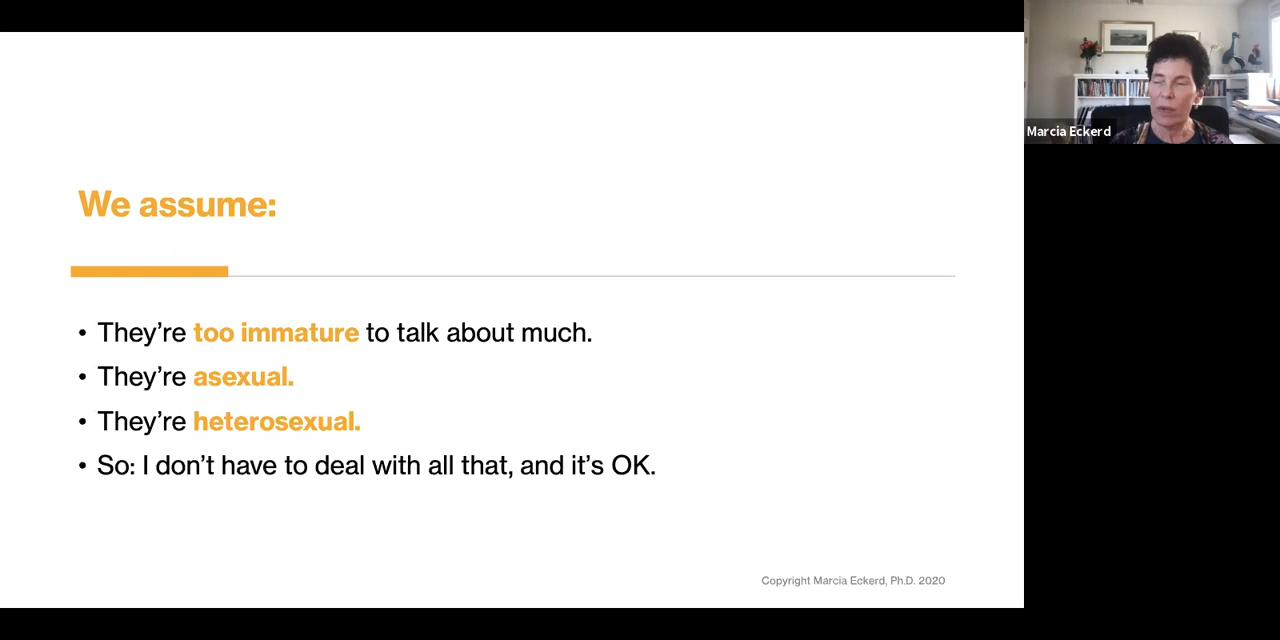 Marcia Eckerd
We assume:
• They’re too immature to talk about much.
• They’re asexual.
• They’re heterosexual.
• So: I don’t have to deal with all that, and it’s OK.
Copyright Marcia Eckerd, Ph.D. 2020